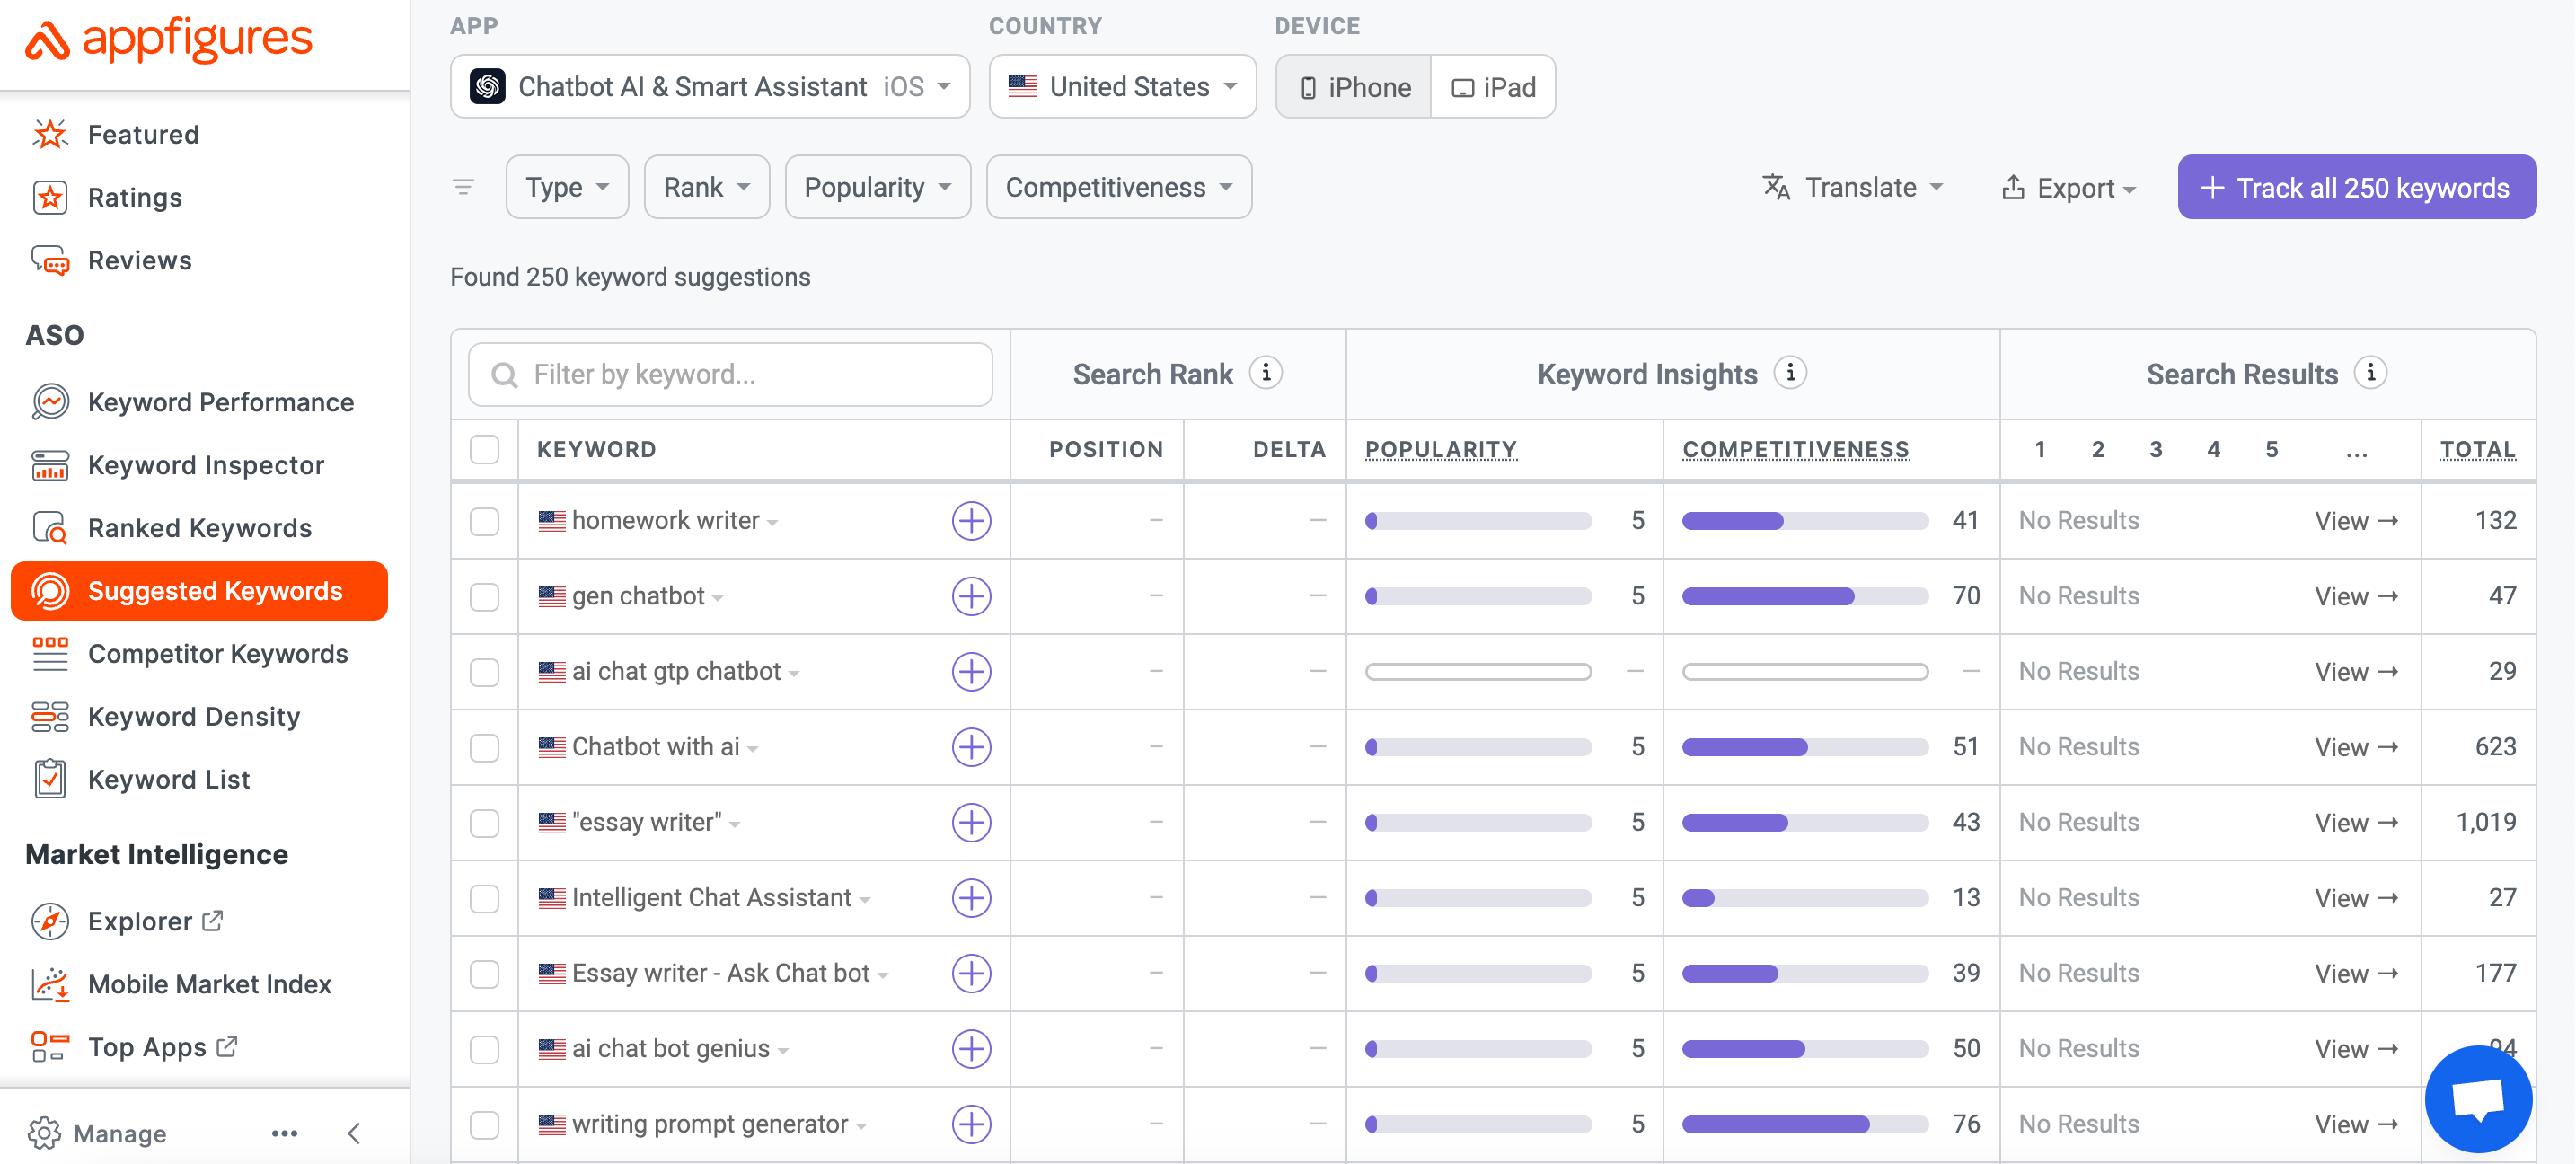 appfigures
Featured
Ratings
Reviews
ASO
Keyword Performance
Keyword Inspector
Ranked Keywords
Suggested Keywords
Competitor Keywords
Keyword Density
Keyword List
Market Intelligence
Explorer
Mobile Market Index
Top Apps
Manage
APP COUNTRY DEVICE
Chatbot AI & Smart Assistant iOS United States iPhone iPad
Type Rank Popularity Competitiveness Translate Export + Track all 250 keywords
Found 250 keyword suggestions
Filter by keyword... Search Rank i Keyword Insights i Search Results i
KEYWORD POSITION DELTA POPULARITY COMPETITIVENESS 1 2 3 4 5 ... TOTAL
homework writer – — 5 41 No Results View → 132
gen chatbot – — 5 70 No Results View → 47
ai chat gtp chatbot – — — — No Results View → 29
Chatbot with ai – — 5 51 No Results View → 623
"essay writer" – — 5 43 No Results View → 1,019
Intelligent Chat Assistant – — 5 13 No Results View → 27
Essay writer - Ask Chat bot – — 5 39 No Results View → 177
ai chat bot genius – — 5 50 No Results View → 94
writing prompt generator – — 5 76 No Results View →